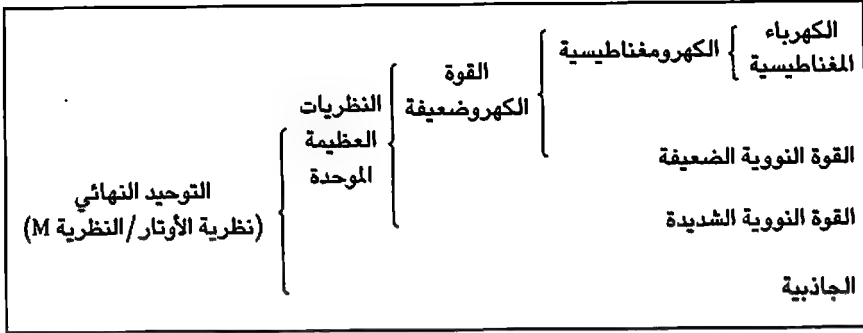 الكهرباء
المغناطيسية
الكهرومغناطيسية
القوة
الكهروضعيفة
النظريات
العظيمة
الموحدة
القوة النووية الضعيفة
التوحيد النهائي
(نظرية الأوتار/النظرية M)
القوة النووية الشديدة
الجاذبية